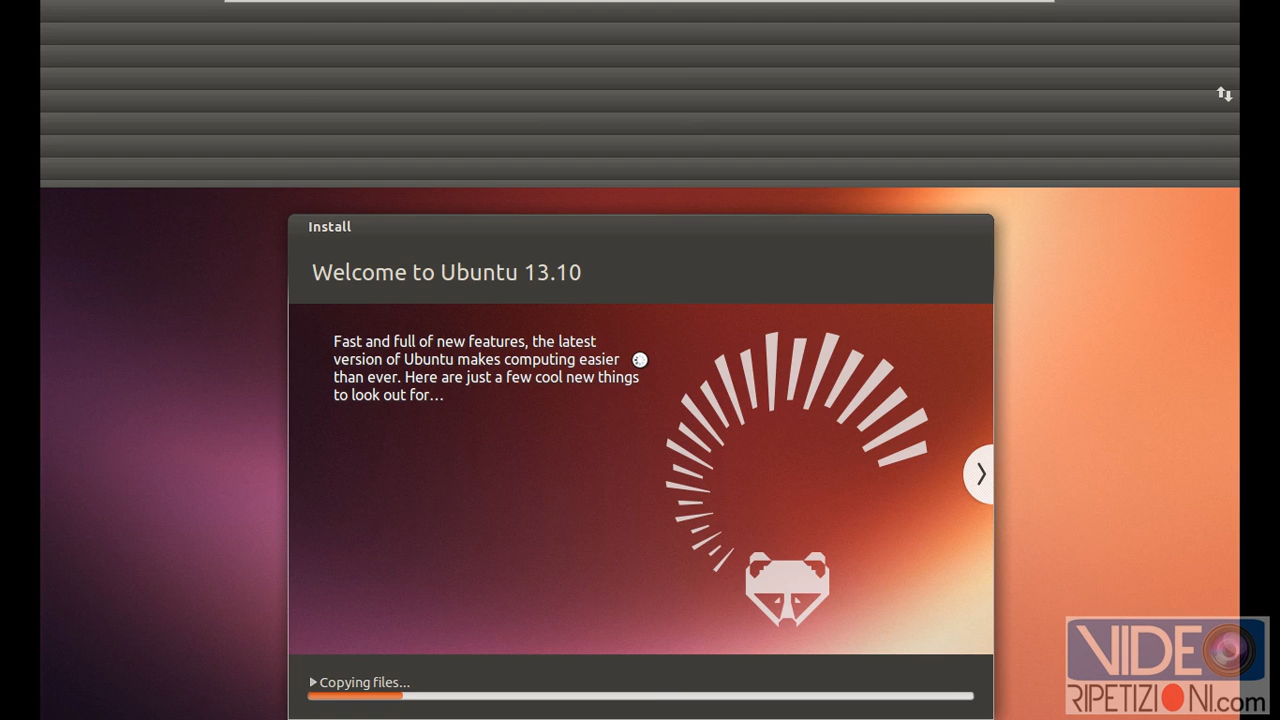 Install
Welcome to Ubuntu 13.10
Fast and full of new features, the latest
version of Ubuntu makes computing easier
than ever. Here are just a few cool new things
to look out for…
Copying files...
VIDEO
RIPETIZIONI.com